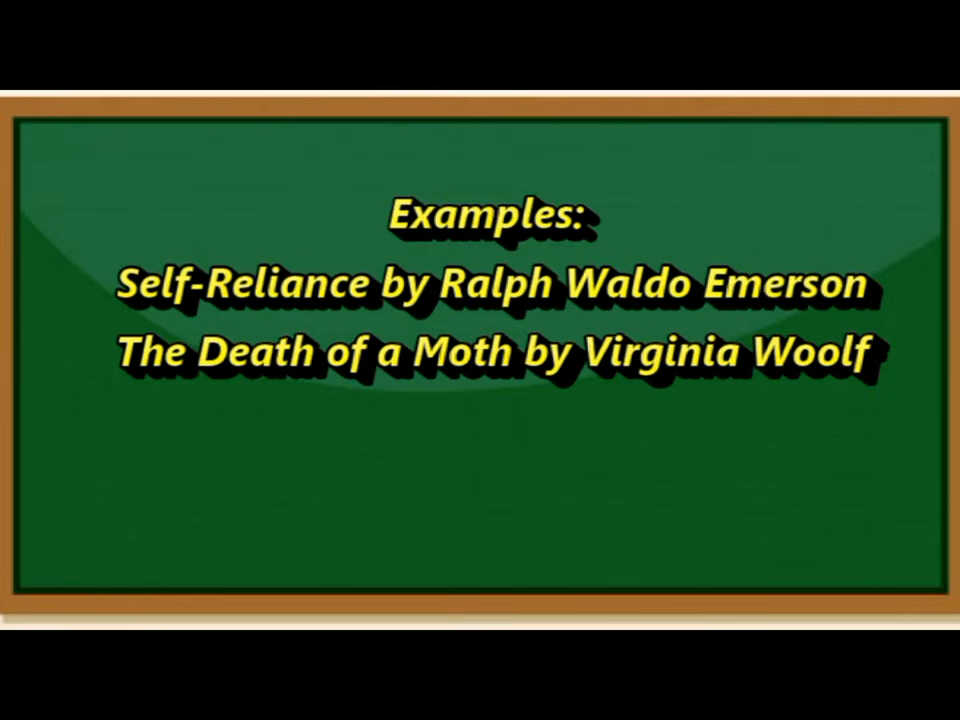 Examples:
Self-Reliance by Ralph Waldo Emerson
The Death of a Moth by Virginia Woolf